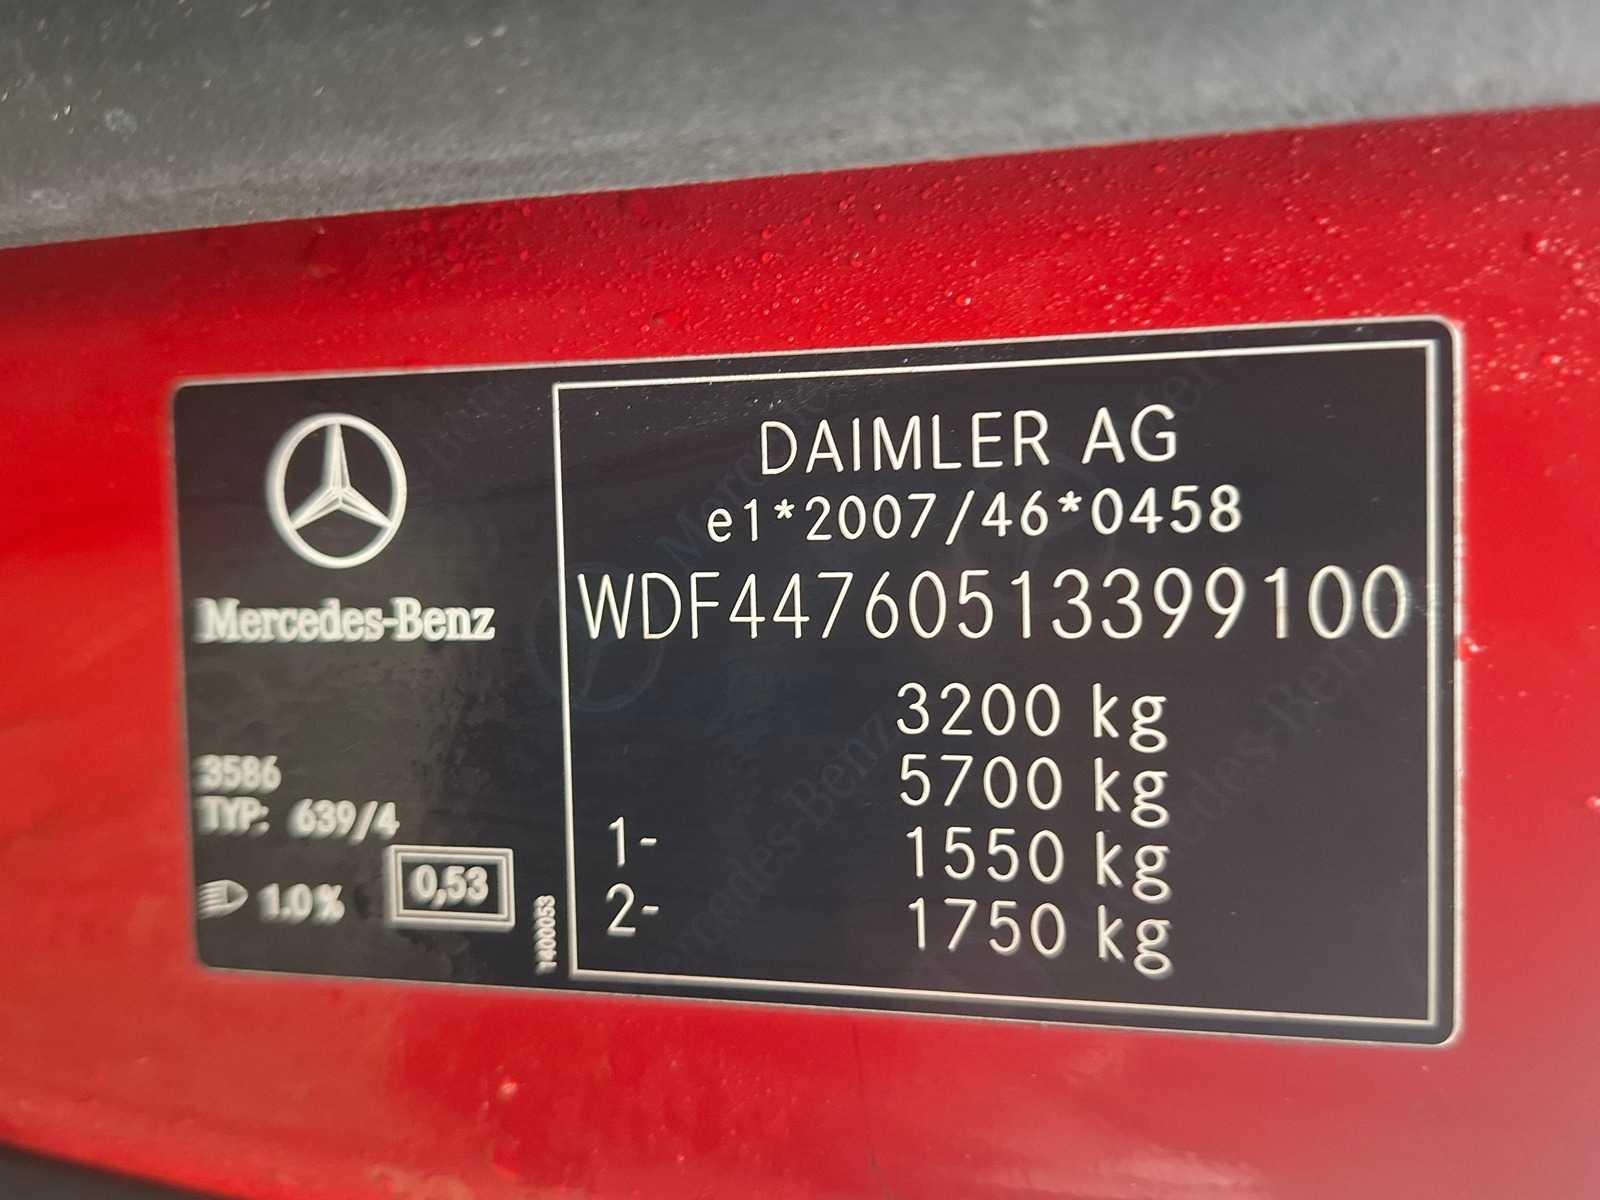 Mercedes-Benz
3586
TYP: 639/4
1.0 %
0,53
1400053
DAIMLER AG
e1*2007/46*0458
WDF44760513399100
3200 kg
5700 kg
1- 1550 kg
2- 1750 kg